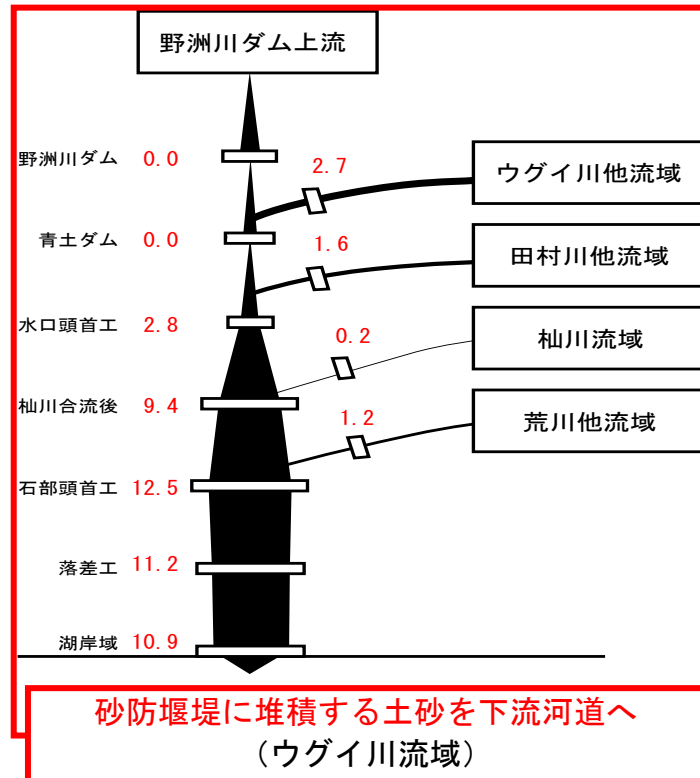 野洲川ダム上流
野洲川ダム 0.0
2.7
ウグイ川他流域
青土ダム 0.0
1.6
田村川他流域
水口頭首工 2.8
0.2
杣川流域
杣川合流後 9.4
1.2
荒川他流域
石部頭首工 12.5
落差工 11.2
湖岸域 10.9
砂防堰堤に堆積する土砂を下流河道へ
（ウグイ川流域）